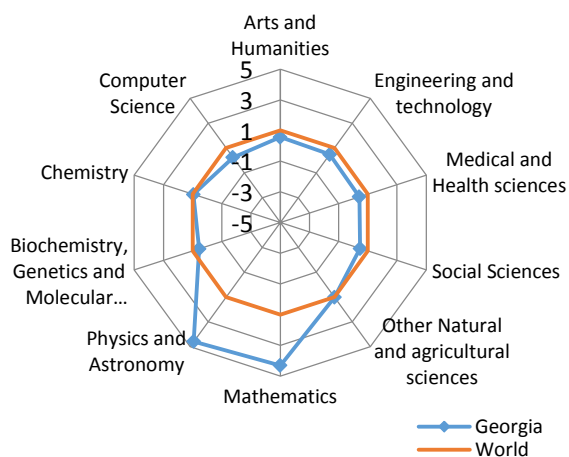 Arts and
Humanities
Engineering and
technology
Medical and
Health sciences
Social Sciences
Other Natural
and agricultural
sciences
Mathematics
Physics and
Astronomy
Biochemistry,
Genetics and
Molecular...
Chemistry
Computer
Science
5
3
1
-1
-3
-5
Georgia
World